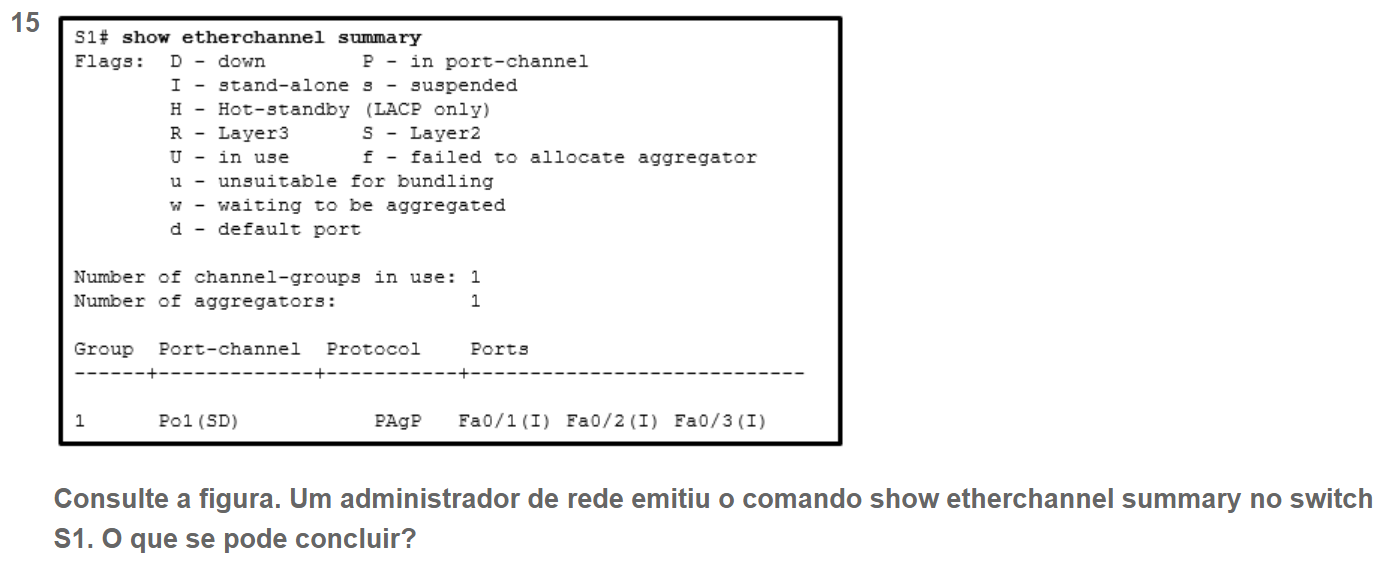 15
S1# show etherchannel summary
Flags:  D - down        P - in port-channel
        I - stand-alone s - suspended
        H - Hot-standby (LACP only)
        R - Layer3      S - Layer2
        U - in use      f - failed to allocate aggregator
        u - unsuitable for bundling
        w - waiting to be aggregated
        d - default port
Number of channel-groups in use: 1
Number of aggregators:           1
Group  Port-channel  Protocol    Ports
------+-------------+-----------+----------------------------
1      Po1(SD)           PAgP   Fa0/1(I) Fa0/2(I) Fa0/3(I)
Consulte a figura. Um administrador de rede emitiu o comando show etherchannel summary no switch
S1. O que se pode concluir?